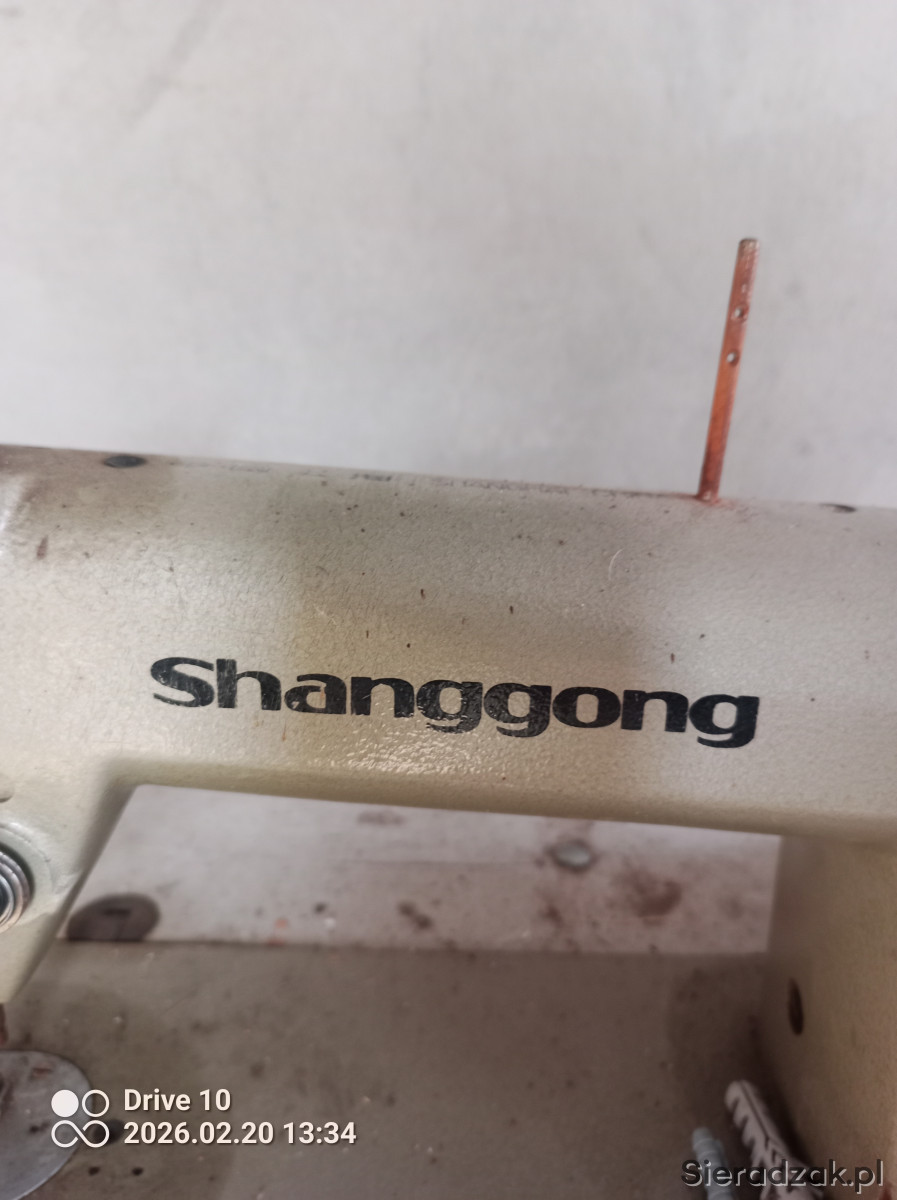 Shanggong
Drive 10
2026.02.20 13:34
Sieradzak.pl